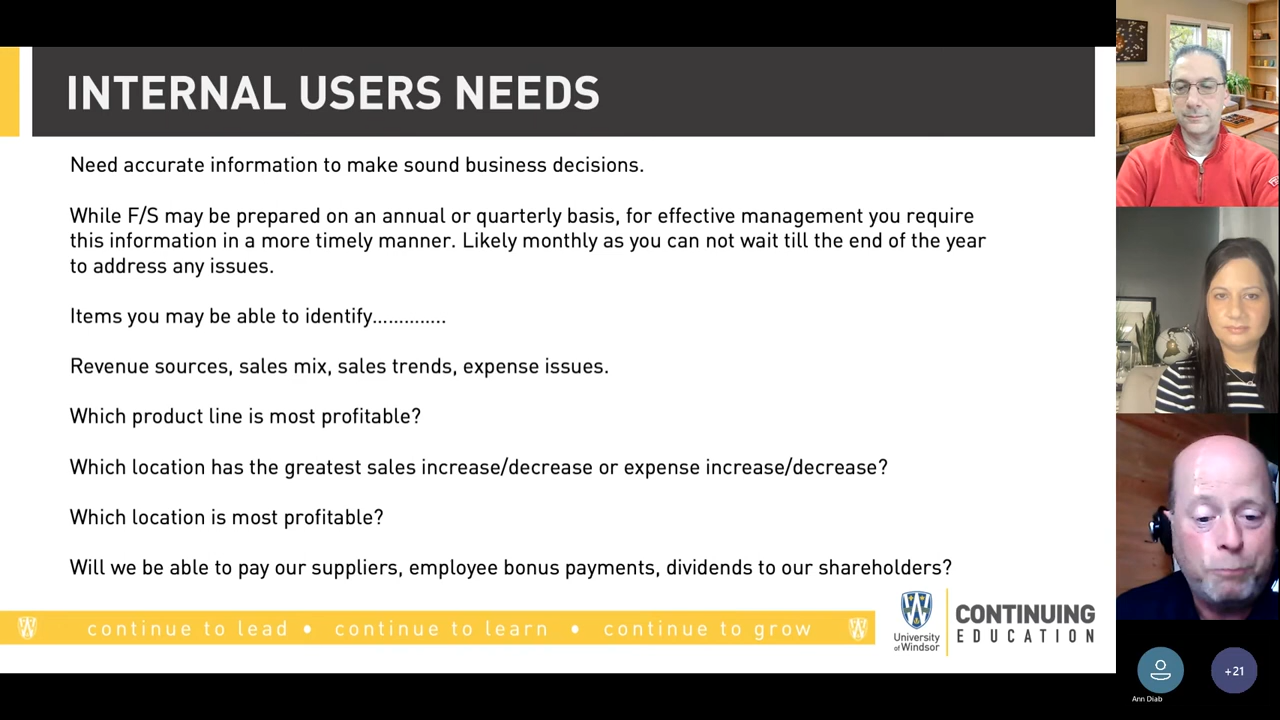 INTERNAL USERS NEEDS
Need accurate information to make sound business decisions.
While F/S may be prepared on an annual or quarterly basis, for effective management you require
this information in a more timely manner. Likely monthly as you can not wait till the end of the year
to address any issues.
Items you may be able to identify…………..
Revenue sources, sales mix, sales trends, expense issues.
Which product line is most profitable?
Which location has the greatest sales increase/decrease or expense increase/decrease?
Which location is most profitable?
Will we be able to pay our suppliers, employee bonus payments, dividends to our shareholders?
continue to lead • continue to learn • continue to grow
University
of Windsor
CONTINUING
EDUCATION
+21
Ann Diab